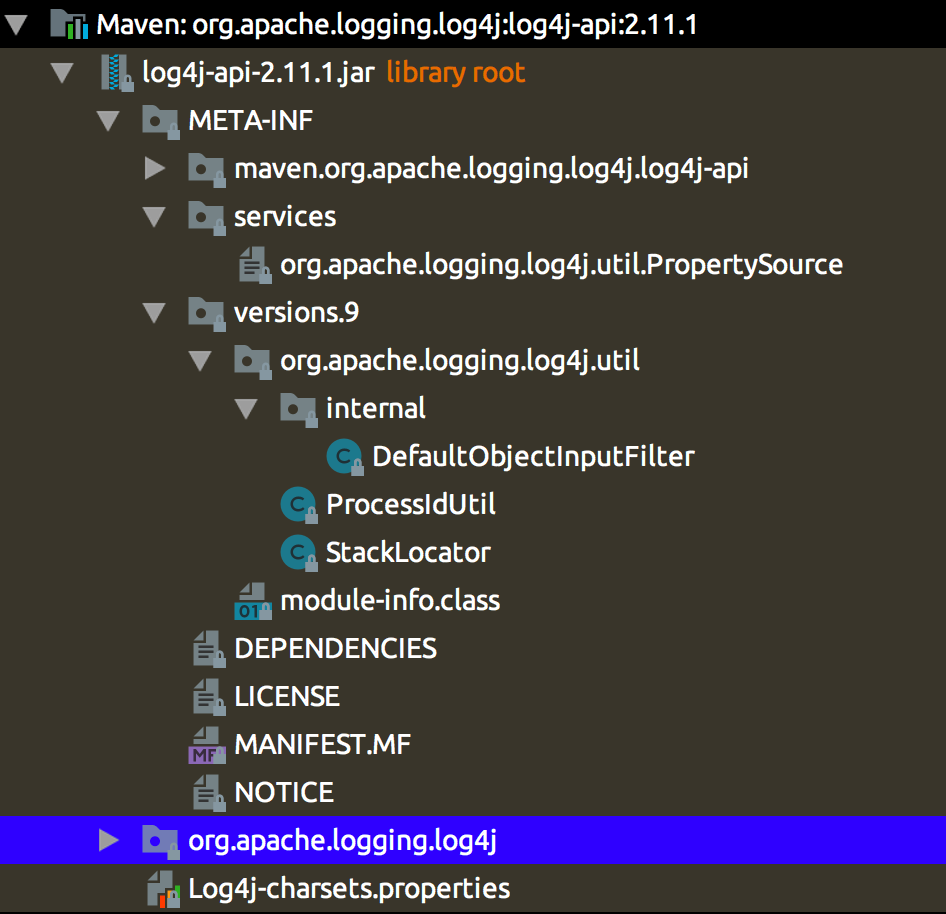 Maven: org.apache.logging.log4j:log4j-api:2.11.1
log4j-api-2.11.1.jar library root
META-INF
maven.org.apache.logging.log4j.log4j-api
services
org.apache.logging.log4j.util.PropertySource
versions.9
org.apache.logging.log4j.util
internal
C DefaultObjectInputFilter
C ProcessIdUtil
C StackLocator
01 module-info.class
DEPENDENCIES
LICENSE
MF MANIFEST.MF
NOTICE
org.apache.logging.log4j
Log4j-charsets.properties